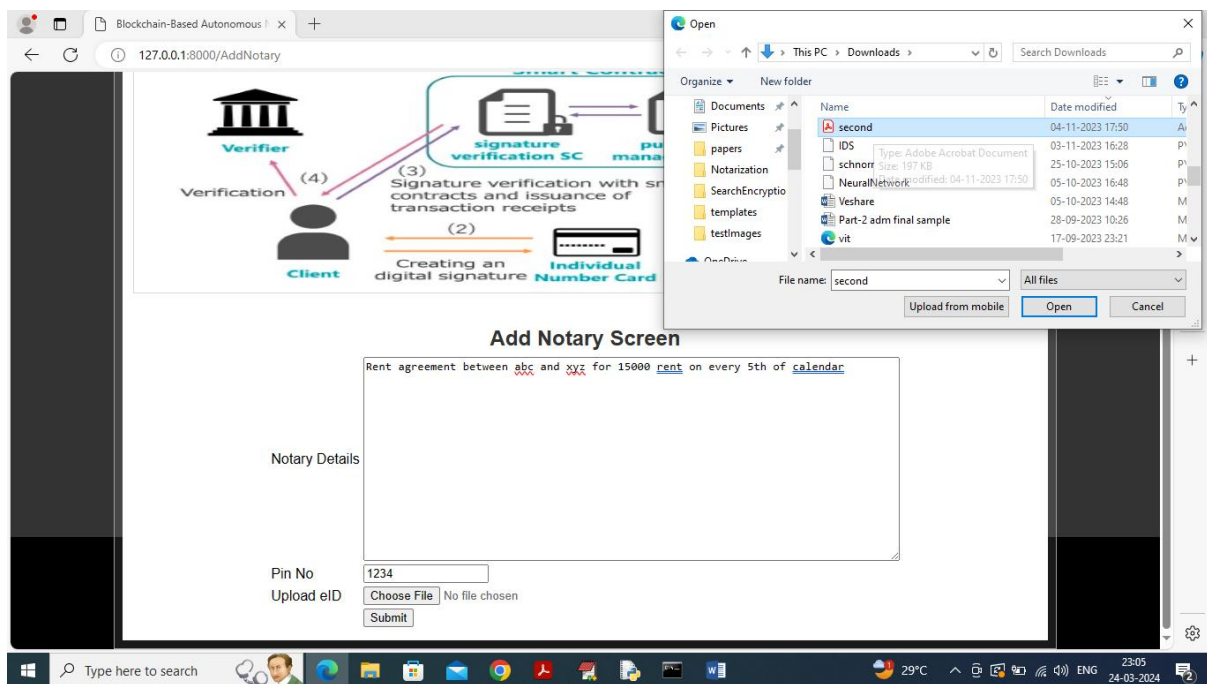 Blockchain-Based Autonomous N
127.0.0.1:8000/AddNotary
Smart Contrac
Verifier
signature
verification SC
pu
mana
Verification
(4)
(3)
Signature verification with sn
contracts and issuance of
transaction receipts
(2)
Client
Creating an
digital signature
Individual
Number Card
Add Notary Screen
Notary Details
Rent agreement between abc and xyz for 15000 rent on every 5th of calendar
Pin No
1234
Upload eID
Choose File No file chosen
Submit
Open
This PC > Downloads >
Search Downloads
Organize
New folder
Documents
Pictures
papers
Notarization
SearchEncryptio
templates
testImages
OneDrive
Name Date modified Ty
second 04-11-2023 17:50 A
IDS 03-11-2023 16:28 P
schnorr 25-10-2023 15:06 P
NeuralNetwork 05-10-2023 16:48 P
Veshare 05-10-2023 14:48 M
Part-2 adm final sample 28-09-2023 10:26 M
vit 17-09-2023 23:21 M
Type: Adobe Acrobat Document
Size: 197 KB
Date modified: 04-11-2023 17:50
File name: second
All files
Upload from mobile
Open
Cancel
Type here to search
29°C
ENG
23:05
24-03-2024
2